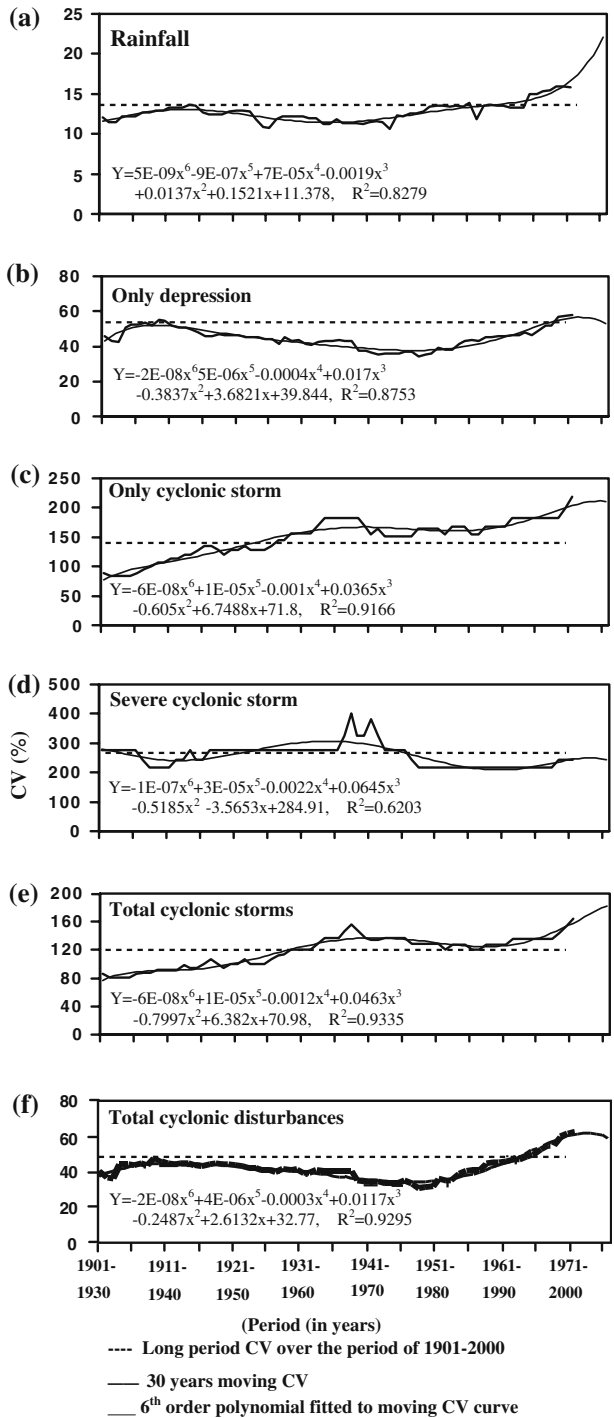 (a)
25
20
15
10
5
0
Rainfall
Y=5E-09x⁶-9E-07x⁵+7E-05x⁴-0.0019x³
+0.0137x²+0.1521x+11.378, R²=0.8279
(b)
80
60
40
20
0
Only depression
Y=-2E-08x⁶5E-06x⁵-0.0004x⁴+0.017x³
-0.3837x²+3.6821x+39.844, R²=0.8753
(c)
250
200
150
100
50
0
Only cyclonic storm
Y=-6E-08x⁶+1E-05x⁵-0.001x⁴+0.0365x³
-0.605x²+6.7488x+71.8, R²=0.9166
(d)
CV (%)
500
400
300
200
100
0
Severe cyclonic storm
Y=-1E-07x⁶+3E-05x⁵-0.0022x⁴+0.0645x³
-0.5185x² -3.5653x+284.91, R²=0.6203
(e)
200
160
120
80
40
0
Total cyclonic storms
Y=-6E-08x⁶+1E-05x⁵-0.0012x⁴+0.0463x³
-0.7997x²+6.382x+70.98, R²=0.9335
(f)
80
60
40
20
0
Total cyclonic disturbances
Y=-2E-08x⁶+4E-06x⁵-0.0003x⁴+0.0117x³
-0.2487x²+2.6132x+32.77, R²=0.9295
1901- 1911- 1921- 1931- 1941- 1951- 1961- 1971-
1930 1940 1950 1960 1970 1980 1990 2000
(Period (in years)
---- Long period CV over the period of 1901-2000
—— 30 years moving CV
___ 6th order polynomial fitted to moving CV curve